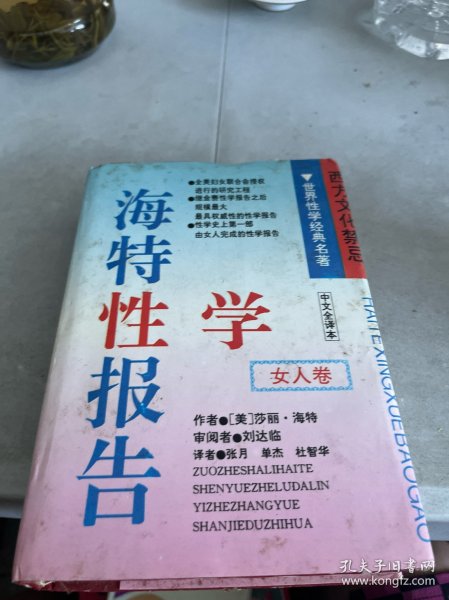 西方文化禁忌
▼世界性学经典名著
●全美妇女联合会授权
进行的研究工程
●继金赛性学报告之后
规模最大
最具权威性的性学报告
●性学史上第一部
由女人完成的性学报告
中文全译本
海特性学报告
女人卷
作者●[美]莎丽·海特
审阅者●刘达临
译者●张月 单杰 杜智华
ZUOZHESHALIHAITE
SHENYUEZHELUDALIN
YIZHEZHANGYUE
SHANJIEDUZHIHUA
HAITEXINGXUEBAOGAO
孔夫子旧书网
www.kongfz.com